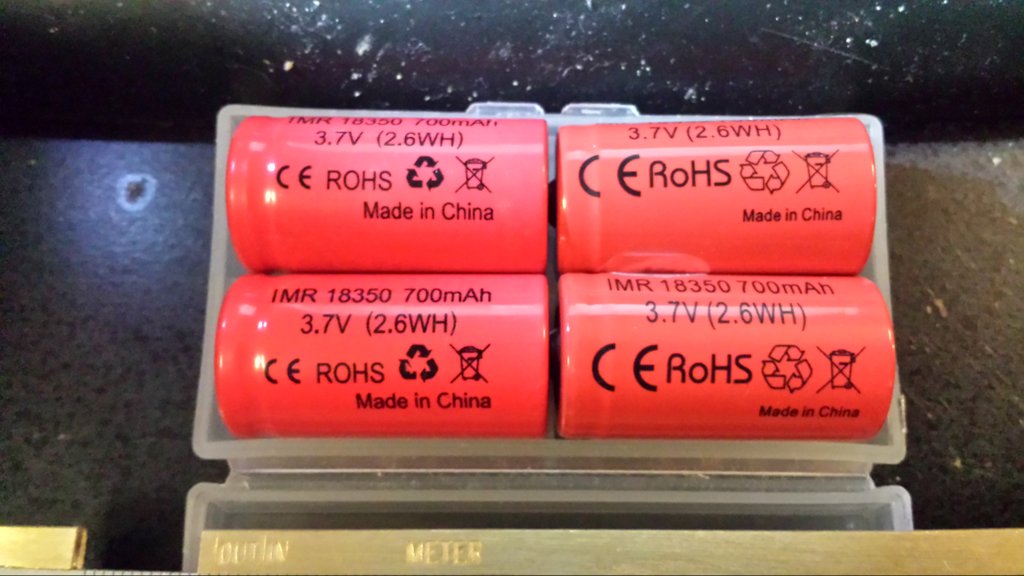 IMR 18350 700mAh
3.7V (2.6WH)
CE ROHS
Made in China
3.7V (2.6WH)
CE RoHS
Made in China
IMR 18350 700mAh
3.7V (2.6WH)
CE ROHS
Made in China
IMR 18350 700mAh
3.7V (2.6WH)
CE RoHS
Made in China
METER